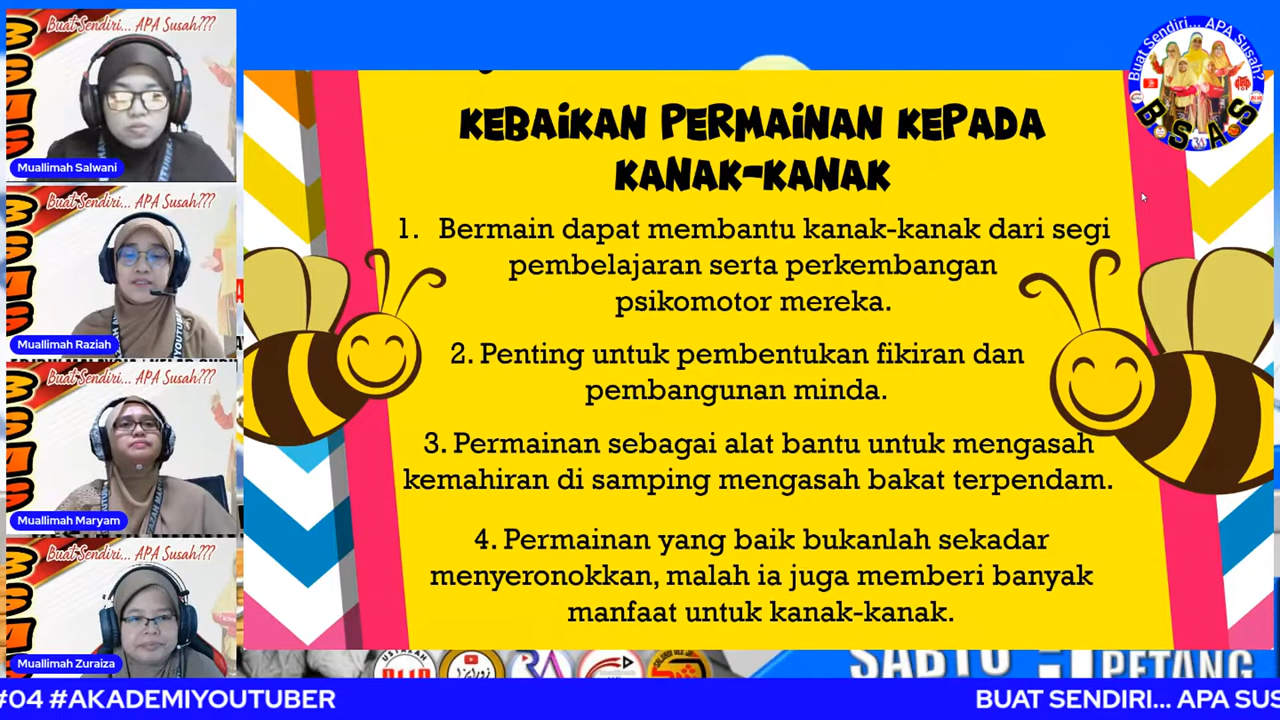 Buat Sendiri... APA Susah???
Muallimah Salwani
Buat Sendiri... APA Susah???
Muallimah Raziah
Buat Sendiri... APA Susah???
Muallimah Maryam
Buat Sendiri... APA Susah???
Muallimah Zuraiza
KEBAIKAN PERMAINAN KEPADA
KANAK-KANAK
1. Bermain dapat membantu kanak-kanak dari segi
pembelajaran serta perkembangan
psikomotor mereka.
2. Penting untuk pembentukan fikiran dan
pembangunan minda.
3. Permainan sebagai alat bantu untuk mengasah
kemahiran di samping mengasah bakat terpendam.
4. Permainan yang baik bukanlah sekadar
menyeronokkan, malah ia juga memberi banyak
manfaat untuk kanak-kanak.
Buat Sendiri... APA Susah?
B.S.A.S
SABTU
PETANG
#04 #AKADEMIYOUTUBER
BUAT SENDIRI... APA SUS